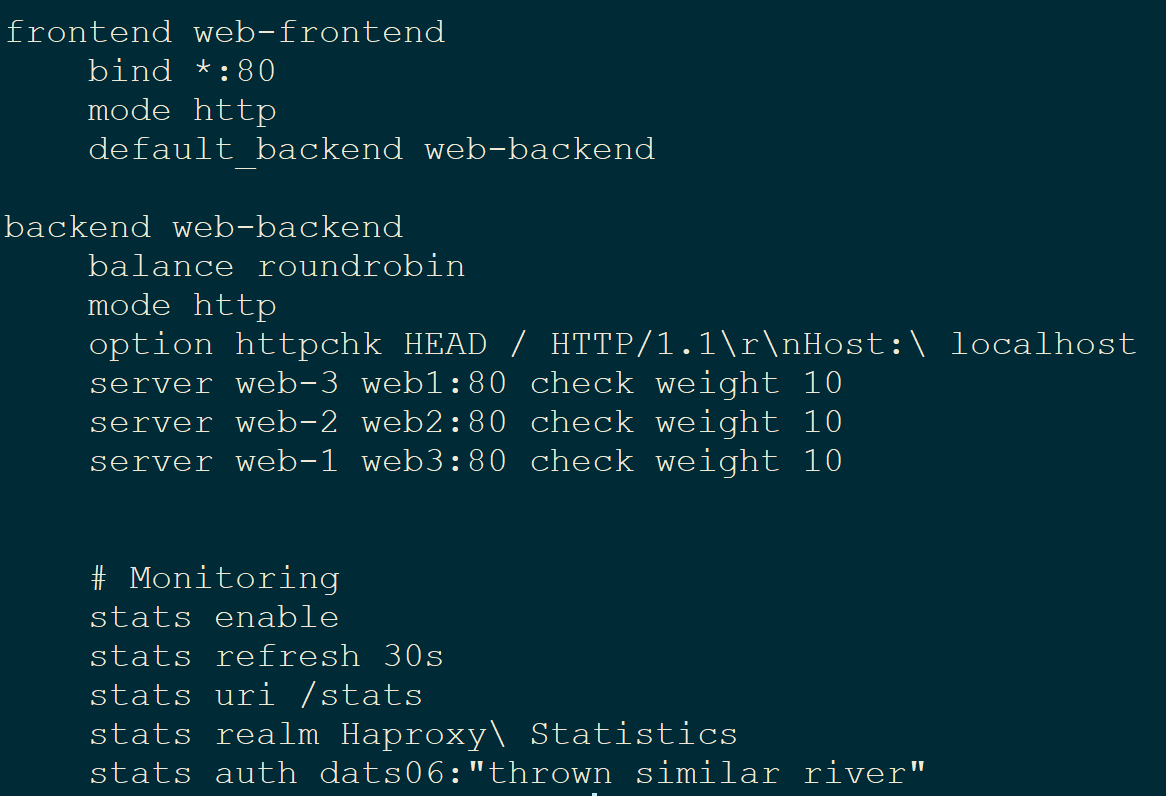 frontend web-frontend
bind *:80
mode http
default_backend web-backend
backend web-backend
balance roundrobin
mode http
option httpchk HEAD / HTTP/1.1\r\nHost:\ localhost
server web-3 web1:80 check weight 10
server web-2 web2:80 check weight 10
server web-1 web3:80 check weight 10
# Monitoring
stats enable
stats refresh 30s
stats uri /stats
stats realm Haproxy\ Statistics
stats auth dats06:"thrown similar river"